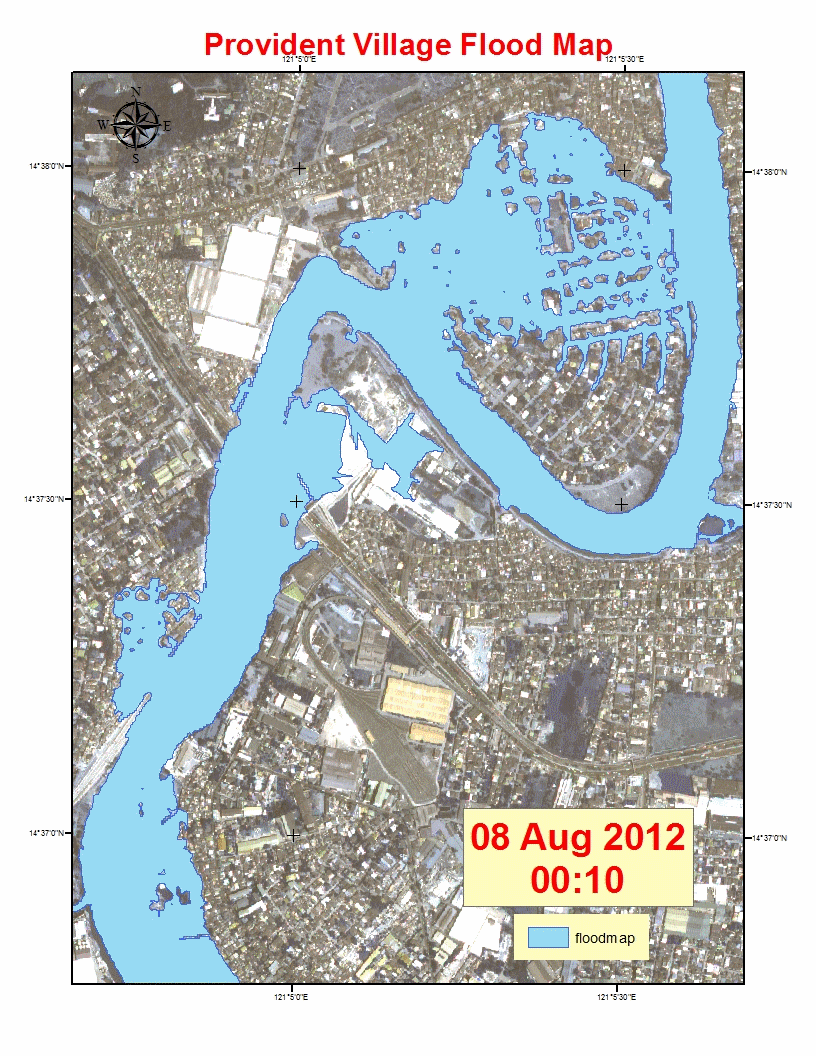 Provident Village Flood Map
121°5'0"E 121°5'30"E
N
W E
S
14°38'0"N 14°38'0"N
14°37'30"N 14°37'30"N
14°37'0"N 14°37'0"N
08 Aug 2012
00:10
floodmap
121°5'0"E 121°5'30"E